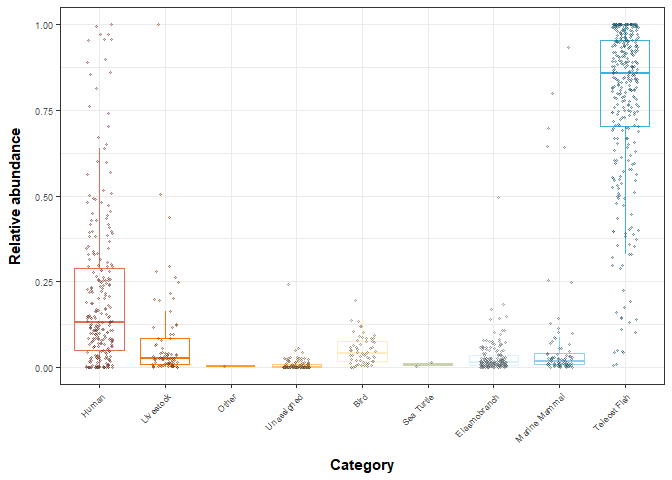 Relative abundance
1.00
0.75
0.50
0.25
0.00
Human
Livestock
Other
Unassigned
Bird
Sea Turtle
Elasmobranch
Marine Mammal
Teleost Fish
Category